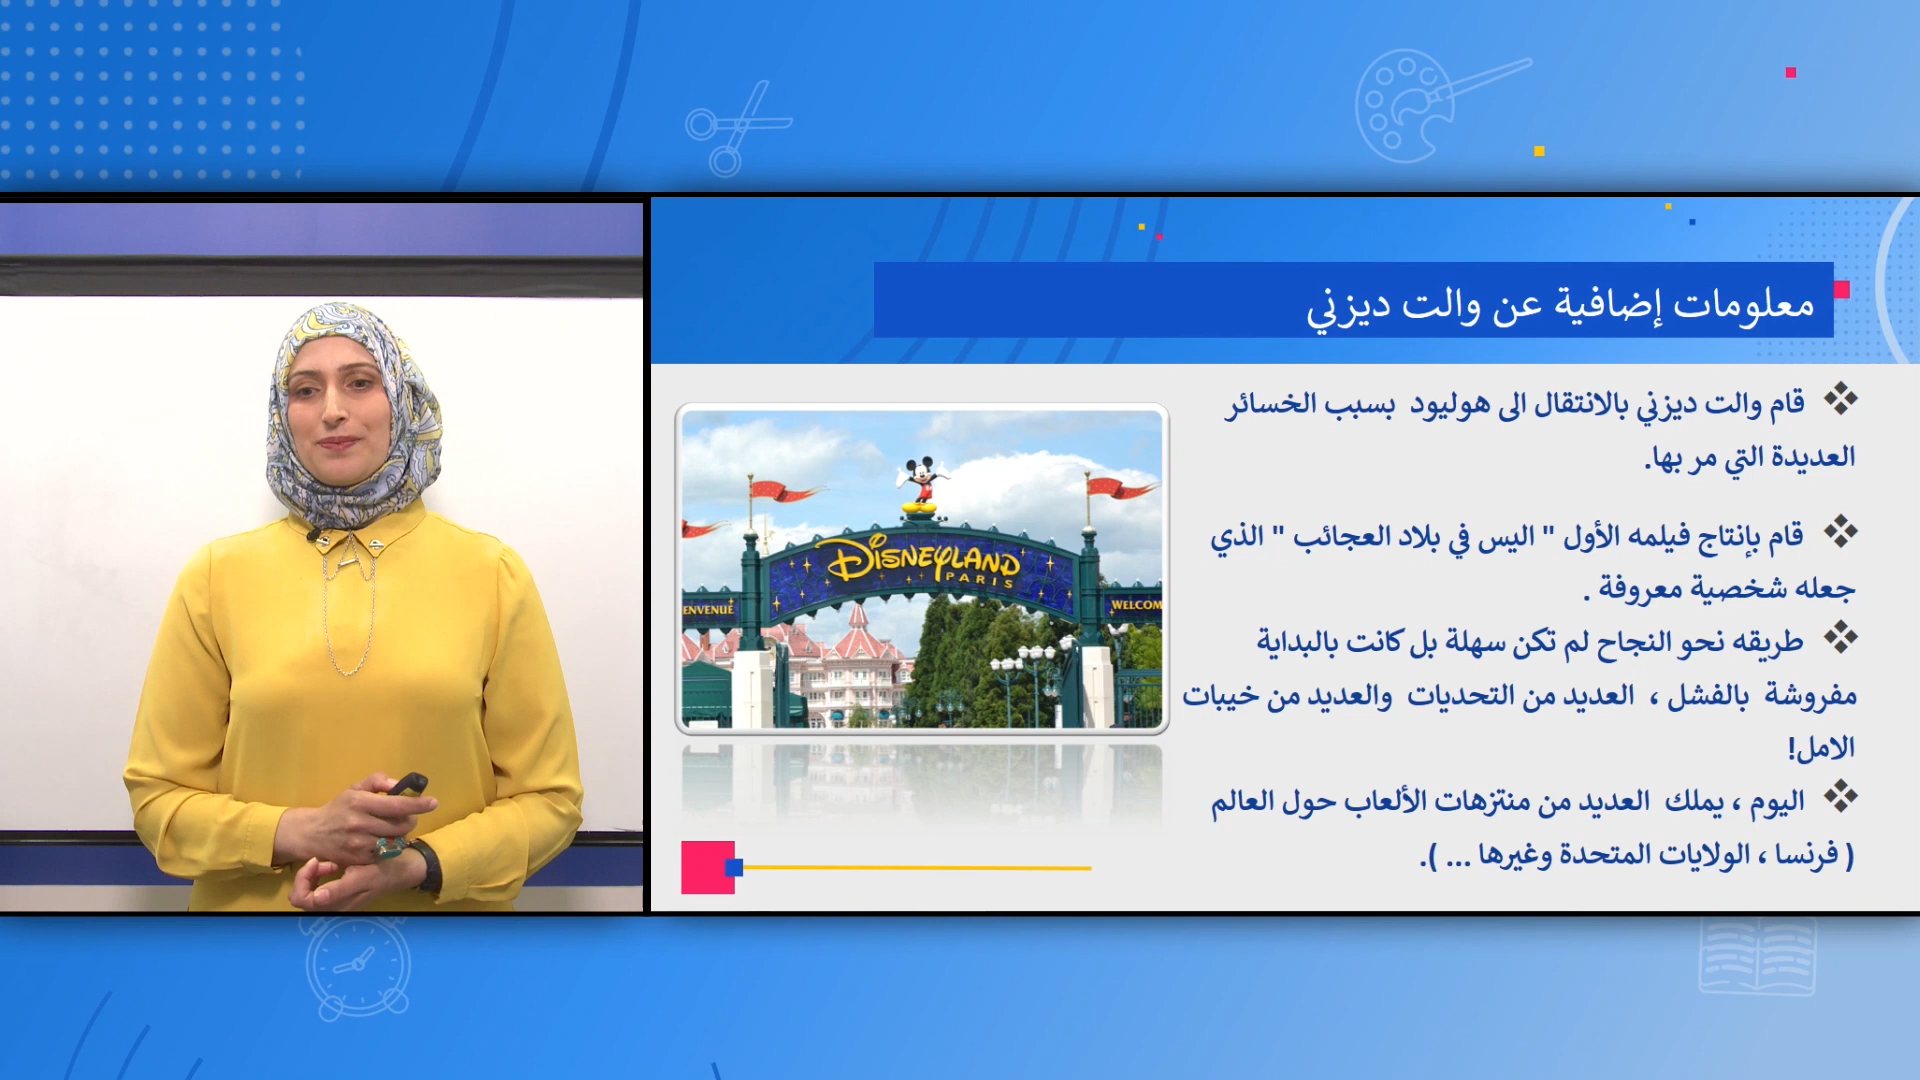 معلومات إضافية عن والت ديزني
قام والت ديزني بالانتقال الى هوليود بسبب الخسائر
العديدة التي مر بها.
قام بإنتاج فيلمه الأول " اليس في بلاد العجائب " الذي
جعله شخصية معروفة .
طريقه نحو النجاح لم تكن سهلة بل كانت بالبداية
مفروشة بالفشل ، العديد من التحديات والعديد من خيبات
الامل!
اليوم ، يملك العديد من منتزهات الألعاب حول العالم
( فرنسا ، الولايات المتحدة وغيرها ... ).
DISNEYLAND
PARIS
ENVENUE
WELCOM